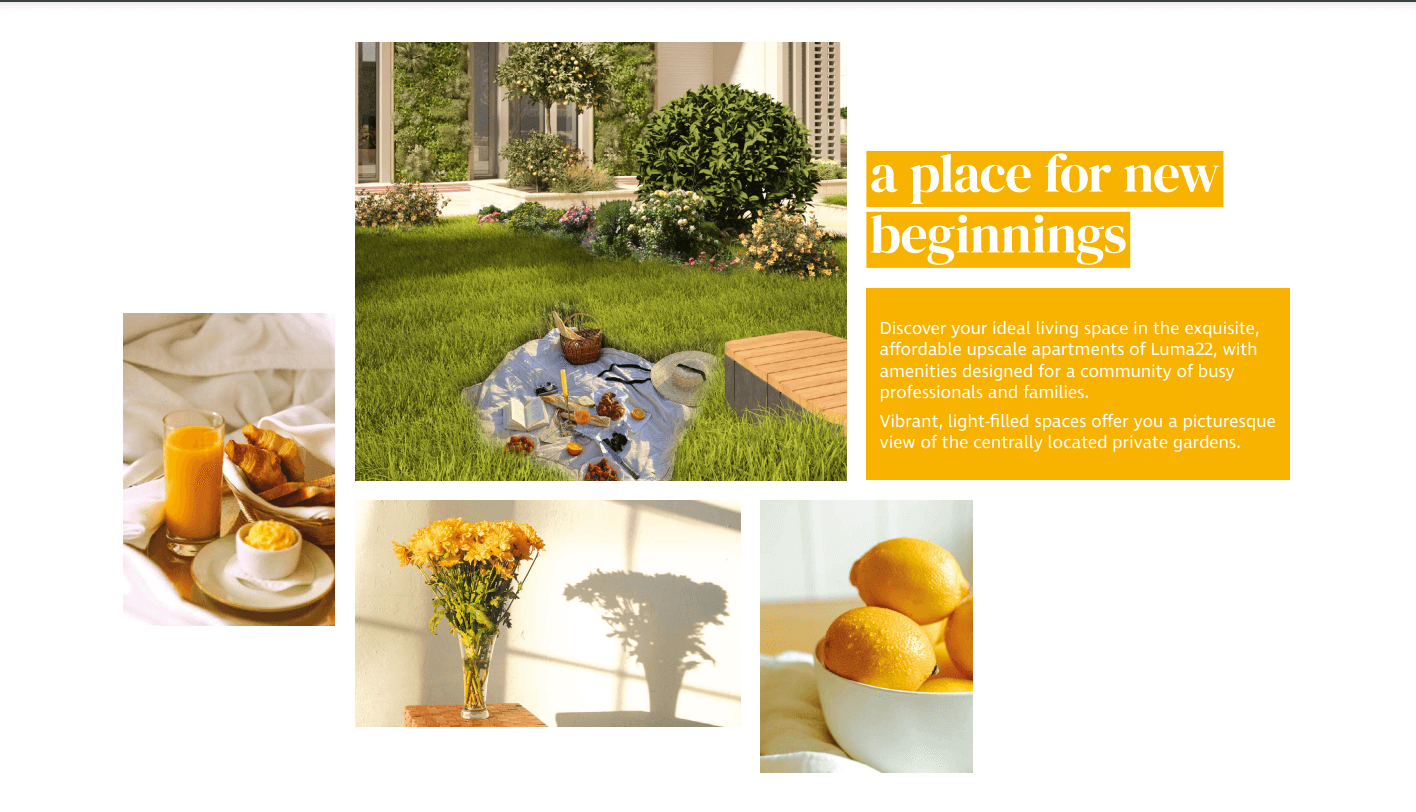 a place for new
beginnings
Discover your ideal living space in the exquisite,
affordable upscale apartments of Luma22, with
amenities designed for a community of busy
professionals and families.
Vibrant, light-filled spaces offer you a picturesque
view of the centrally located private gardens.